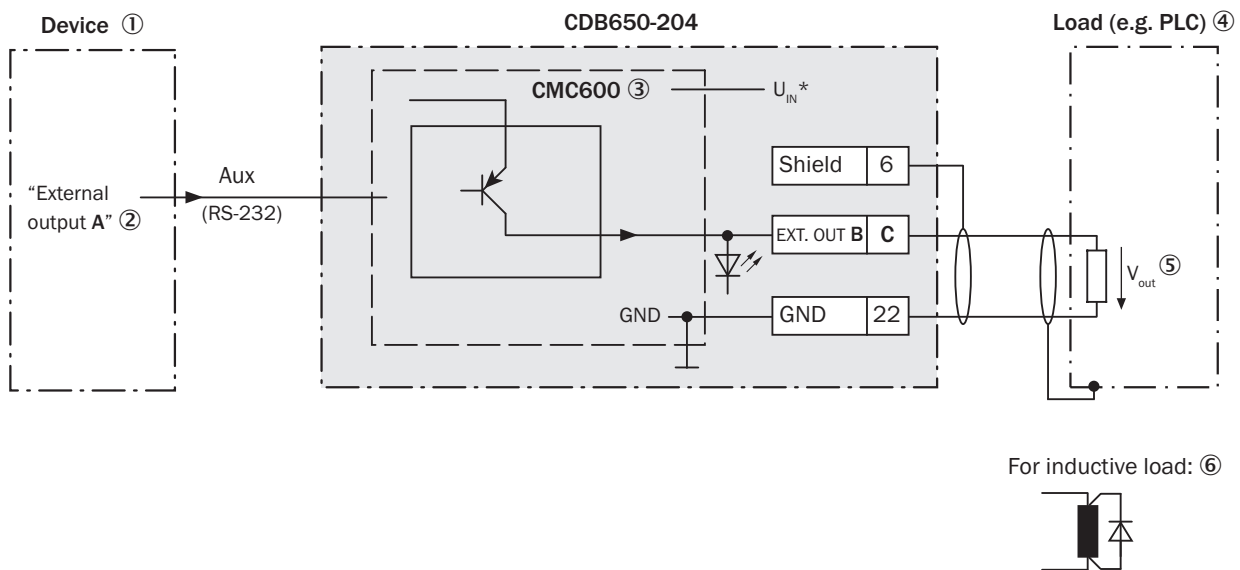 Device ①
CDB650-204
Load (e.g. PLC) ④
CMC600 ③
U_IN*
"External
output A" ②
Aux
(RS-232)
Shield 6
EXT. OUT B C
V_out ⑤
GND
GND 22
For inductive load: ⑥